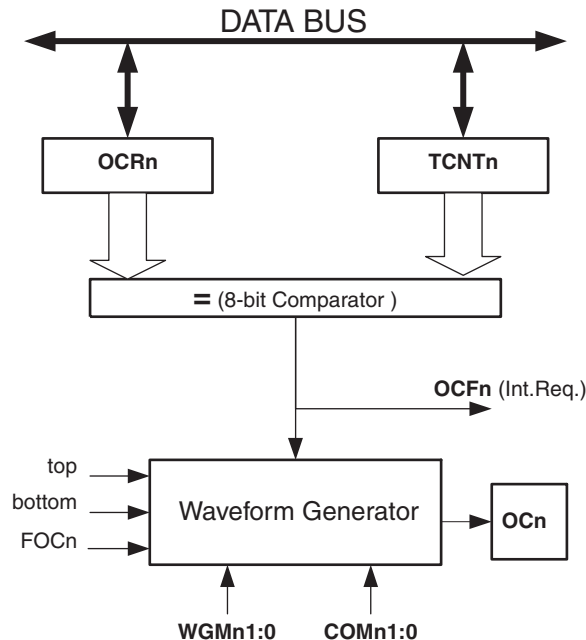 DATA BUS
OCRn
TCNTn
= (8-bit Comparator )
OCFn (Int.Req.)
top
bottom
FOCn
Waveform Generator
OCn
WGMn1:0
COMn1:0